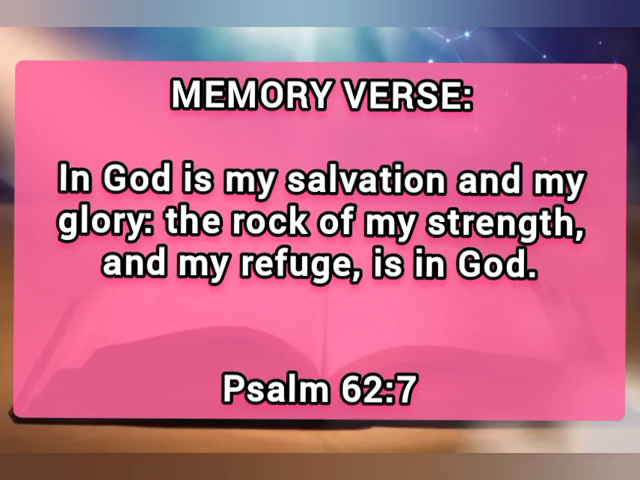 MEMORY VERSE:
In God is my salvation and my
glory: the rock of my strength,
and my refuge, is in God.
Psalm 62:7